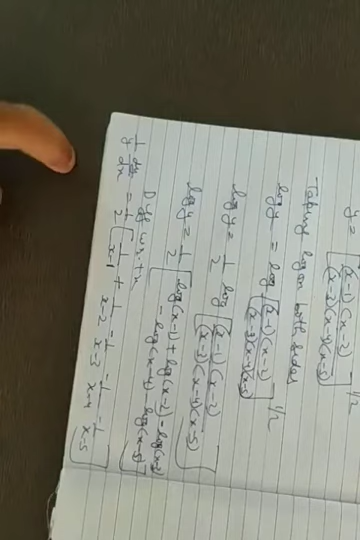 y = [(x-1)(x-2) / (x-3)(x-4)(x-5)]^1/2
Taking log on both sides
log y = log [(x-1)(x-2) / (x-3)(x-4)(x-5)]^1/2
log y = 1/2 log [(x-1)(x-2) / (x-3)(x-4)(x-5)]
log y = 1/2 [log(x-1) + log(x-2) - log(x-3)
- log(x-4) - log(x-5)]
Diff w.r.t x
1/y dy/dx = 1/2 [1/x-1 + 1/x-2 - 1/x-3 - 1/x-4 - 1/x-5]